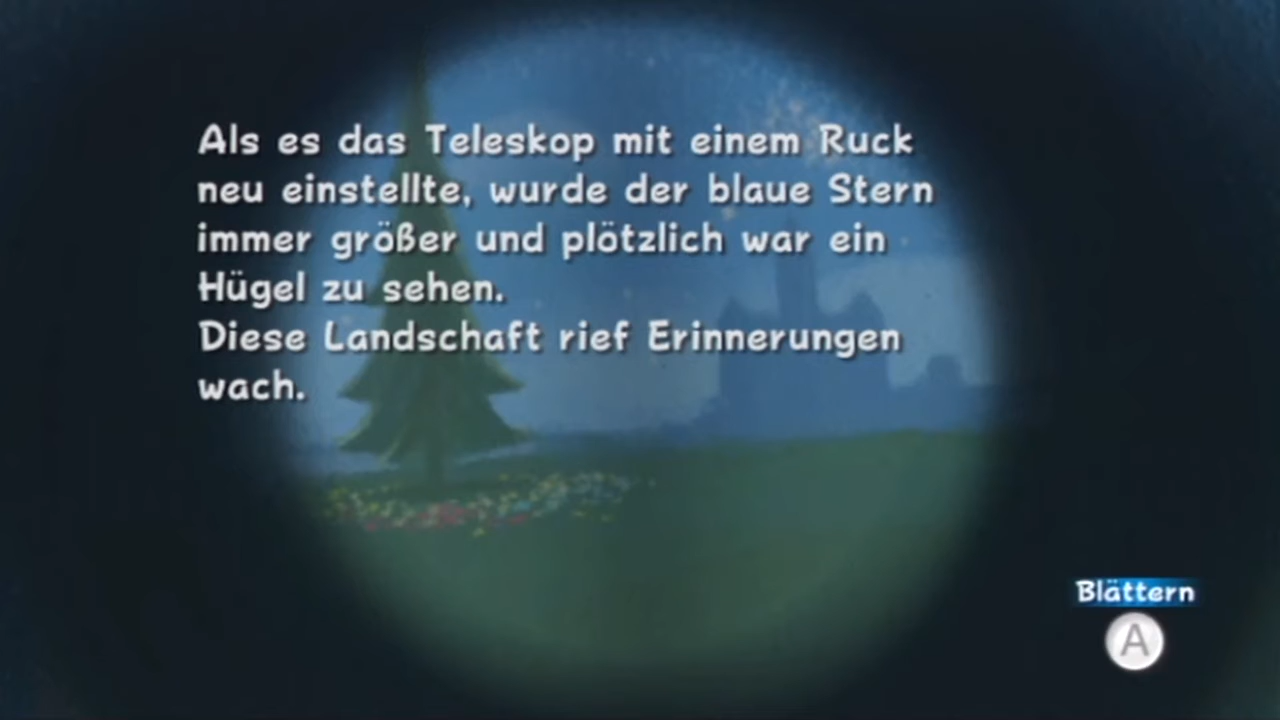 Als es das Teleskop mit einem Ruck
neu einstellte, wurde der blaue Stern
immer größer und plötzlich war ein
Hügel zu sehen.
Diese Landschaft rief Erinnerungen
wach.
Blättern
A